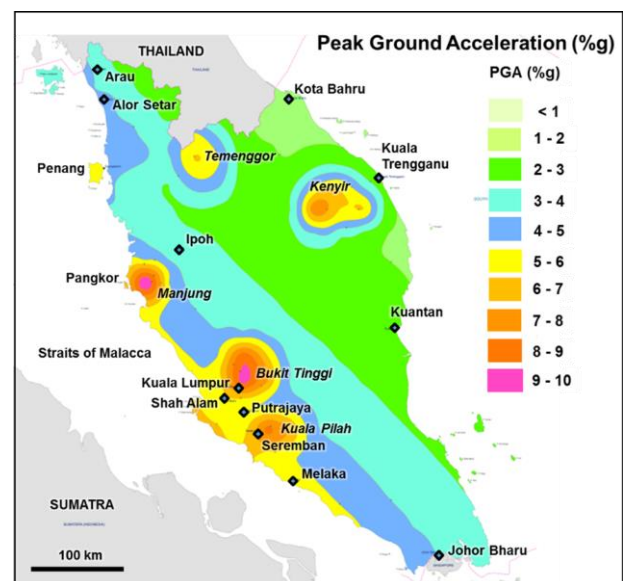 Peak Ground Acceleration (%g)
PGA (%g)
< 1
1 - 2
2 - 3
3 - 4
4 - 5
5 - 6
6 - 7
7 - 8
8 - 9
9 - 10
THAILAND
THAILAND
Arau
Alor Setar
Kota Bahru
Penang
Temenggor
Kuala
Trengganu
Kenyir
Ipoh
Pangkor
Manjung
Kuantan
Straits of Malacca
Bukit Tinggi
Kuala Lumpur
Shah Alam
Putrajaya
Kuala Pilah
Seremban
Melaka
SUMATRA
Johor Bharu
100 km